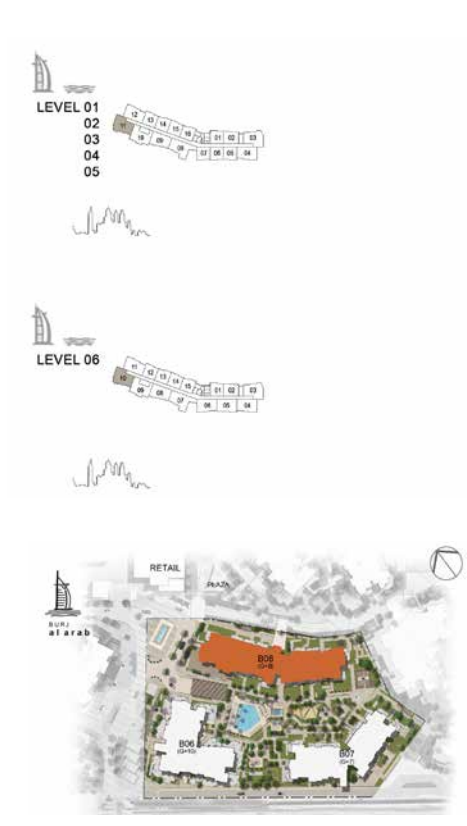 LEVEL 01
02
03
04
05
12 13 14 15 16 01 02 03
11 10 09 08 07 06 05 04
LEVEL 06
11 12 13 14 15 01 02 03
10 09 08 07 06 05 04
RETAIL
PLAZA
BURJ
al arab
B08
B06
(G+10)
B07
(G+7)